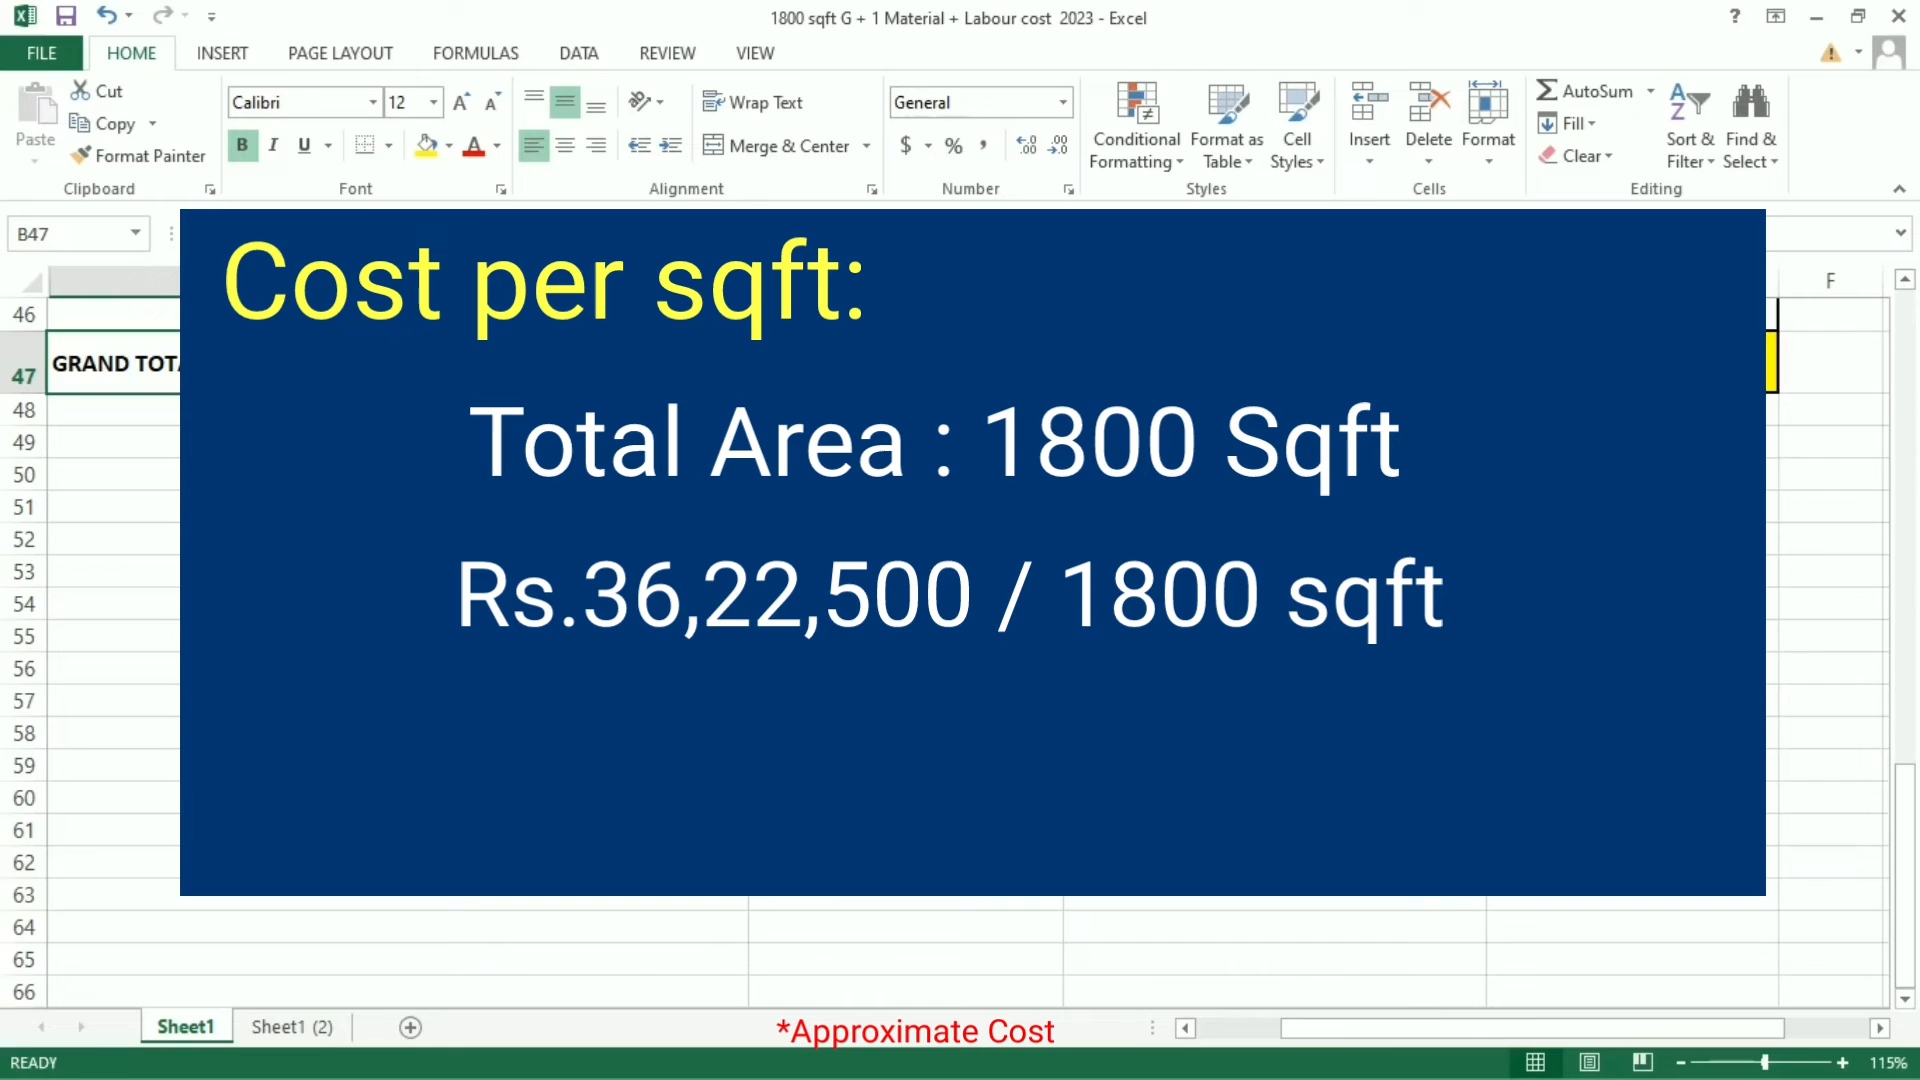 1800 sqft G + 1 Material + Labour cost 2023 - Excel
FILE HOME INSERT PAGE LAYOUT FORMULAS DATA REVIEW VIEW
Paste
Cut
Copy
Format Painter
Clipboard
Calibri 12
B I U
Font
Wrap Text
Merge & Center
Alignment
General
$ % ,
Number
Conditional Formatting
Format as Table
Cell Styles
Styles
Insert Delete Format
Cells
AutoSum
Fill
Clear
Sort & Filter
Find & Select
Editing
B47
F
Cost per sqft:
Total Area : 1800 Sqft
Rs.36,22,500 / 1800 sqft
46
47 GRAND TOTA
48
49
50
51
52
53
54
55
56
57
58
59
60
61
62
63
64
65
66
Sheet1 Sheet1 (2)
*Approximate Cost
READY
115%